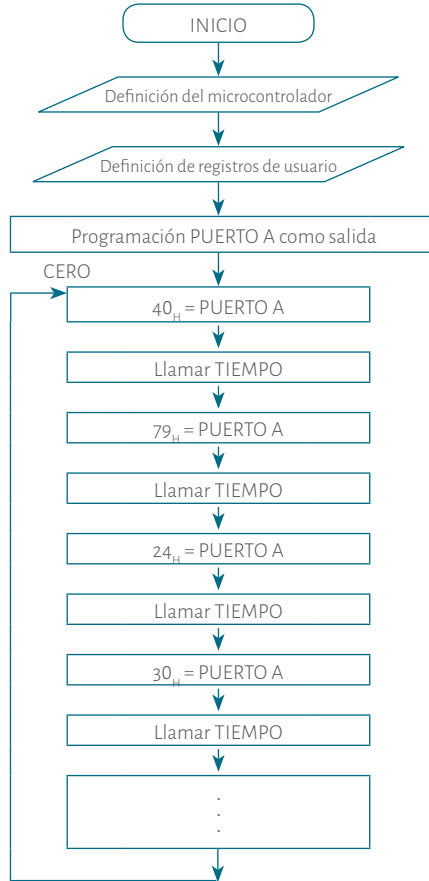 INICIO
Definición del microcontrolador
Definición de registros de usuario
Programación PUERTO A como salida
CERO
40H = PUERTO A
Llamar TIEMPO
79H = PUERTO A
Llamar TIEMPO
24H = PUERTO A
Llamar TIEMPO
30H = PUERTO A
Llamar TIEMPO
.
.
.